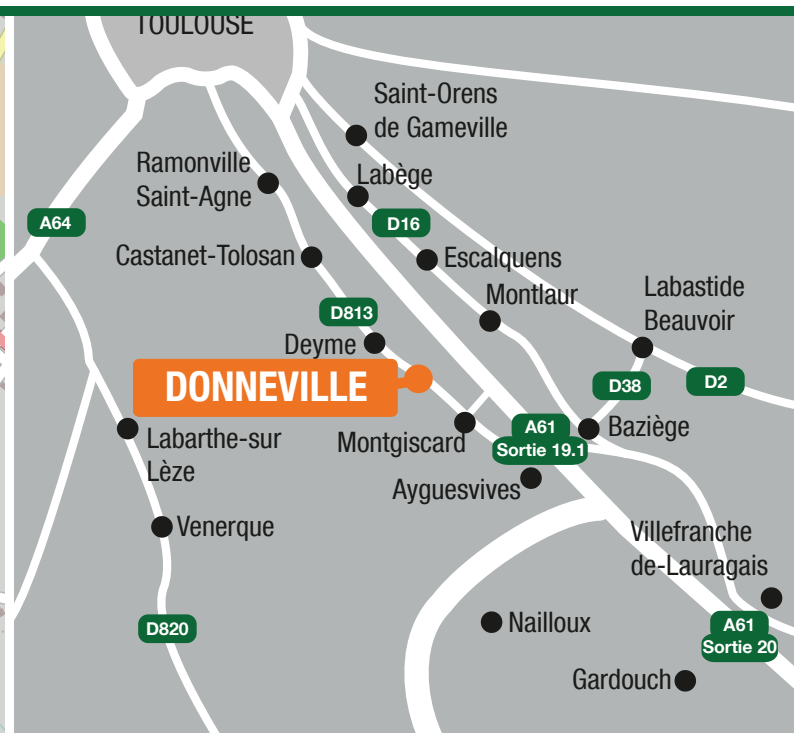 TOULOUSE
Saint-Orens
de Gameville
Ramonville
Saint-Agne
Labège
A64
D16
Castanet-Tolosan
Escalquens
Montlaur
Labastide
Beauvoir
D813
Deyme
DONNEVILLE
D38
D2
Labarthe-sur
Lèze
Montgiscard
A61
Sortie 19.1
Baziège
Ayguesvives
Venerque
Villefranche
de-Lauragais
D820
Nailloux
A61
Sortie 20
Gardouch